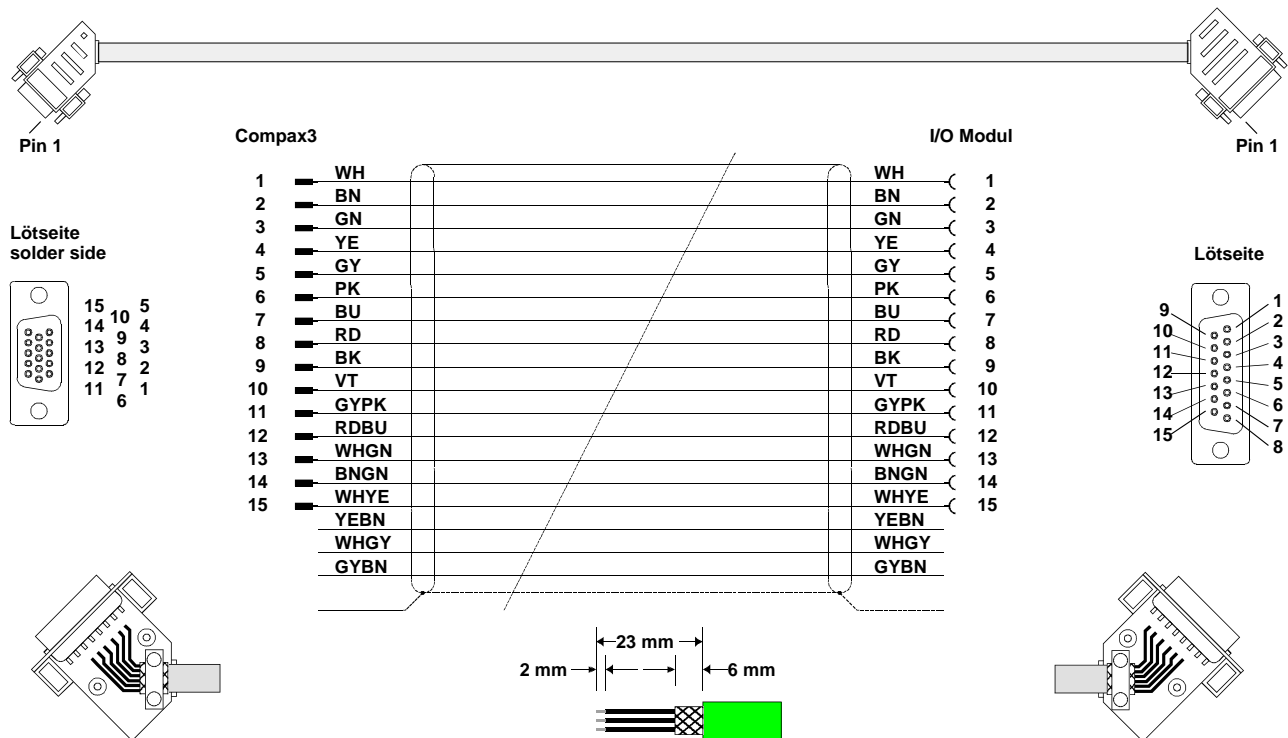 Pin 1
Pin 1
Compax3
I/O Modul
1 WH WH 1
2 BN BN 2
3 GN GN 3
4 YE YE 4
5 GY GY 5
6 PK PK 6
7 BU BU 7
8 RD RD 8
9 BK BK 9
10 VT VT 10
11 GYPK GYPK 11
12 RDBU RDBU 12
13 WHGN WHGN 13
14 BNGN BNGN 14
15 WHYE WHYE 15
YEBN YEBN
WHGY WHGY
GYBN GYBN
Lötseite
solder side
15 5
10
14 4
9
13 3
8
12 2
7
11 1
6
Lötseite
1
9
2
10
3
11
4
12
5
13
6
14
7
15
8
23 mm
2 mm
6 mm